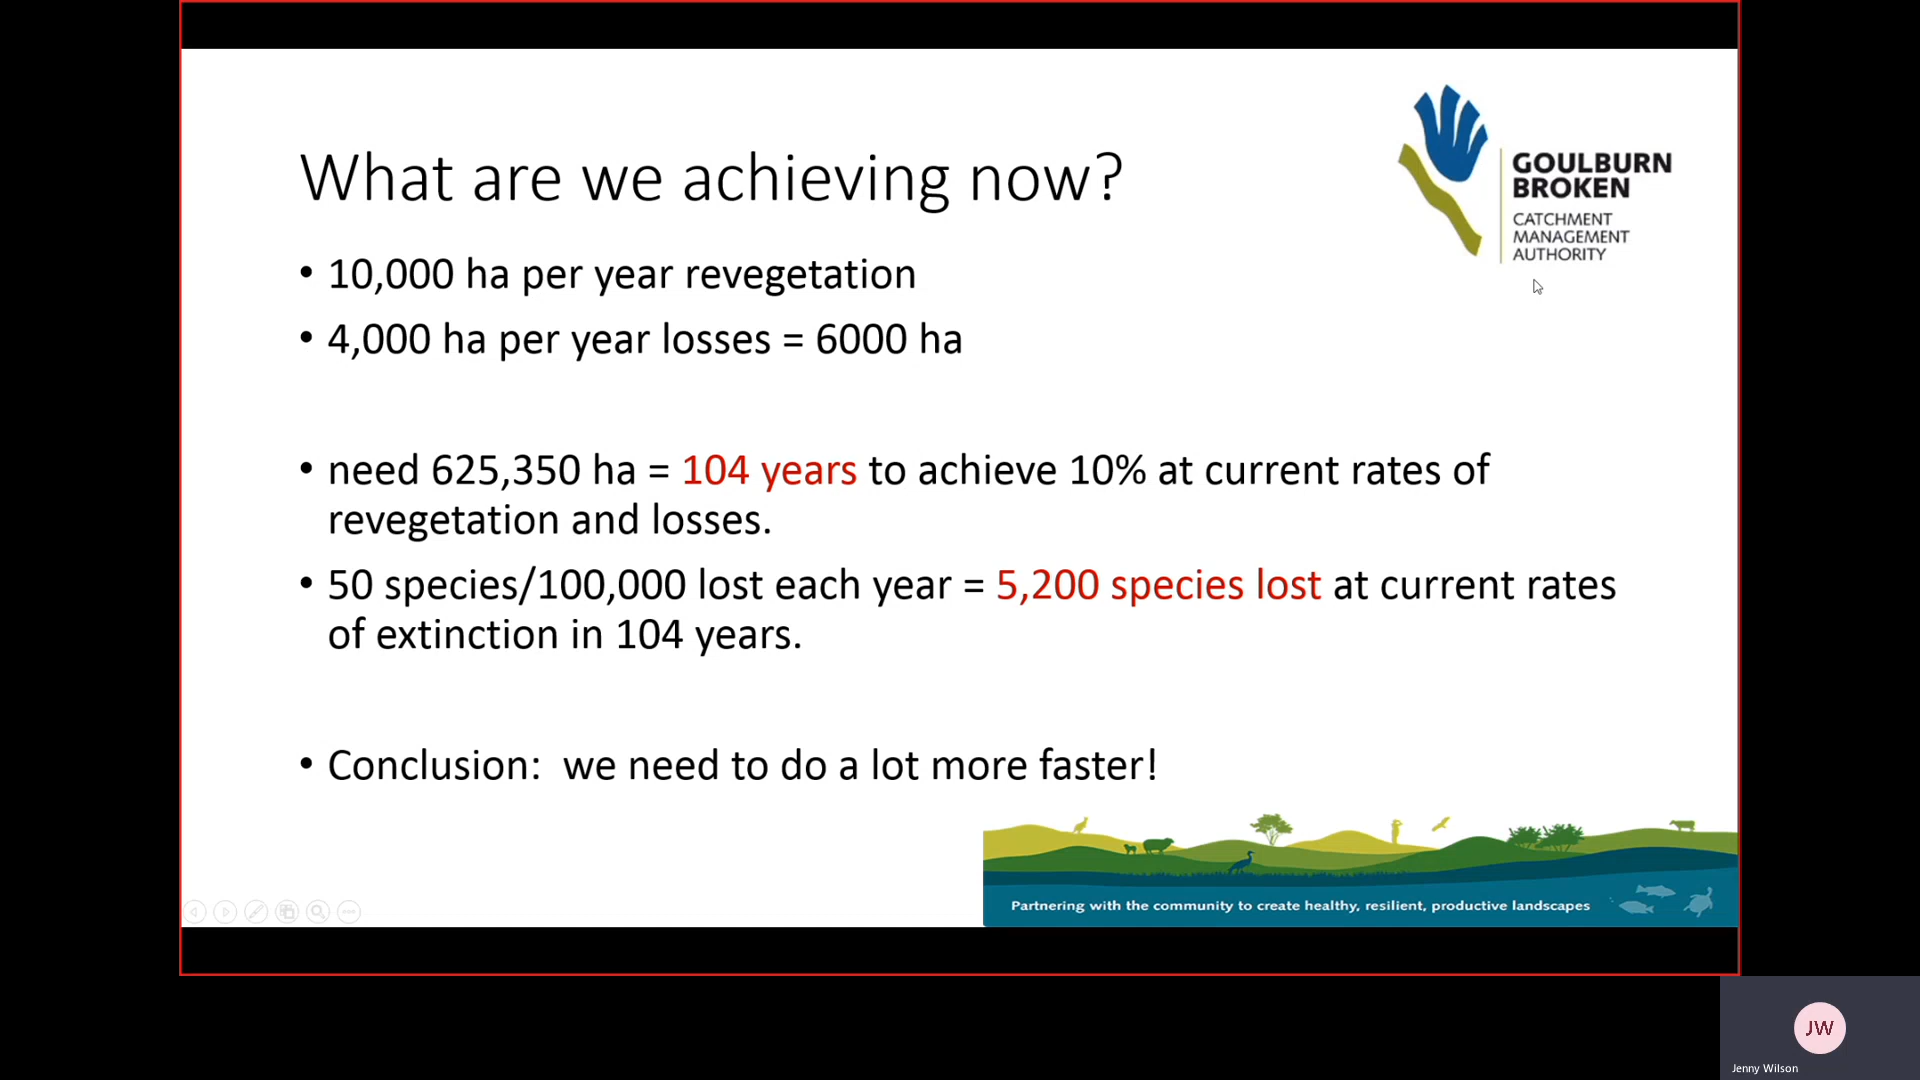 What are we achieving now?
GOULBURN
BROKEN
CATCHMENT
MANAGEMENT
AUTHORITY
• 10,000 ha per year revegetation
• 4,000 ha per year losses = 6000 ha
• need 625,350 ha = 104 years to achieve 10% at current rates of
revegetation and losses.
• 50 species/100,000 lost each year = 5,200 species lost at current rates
of extinction in 104 years.
• Conclusion:  we need to do a lot more faster!
Partnering with the community to create healthy, resilient, productive landscapes
JW
Jenny Wilson